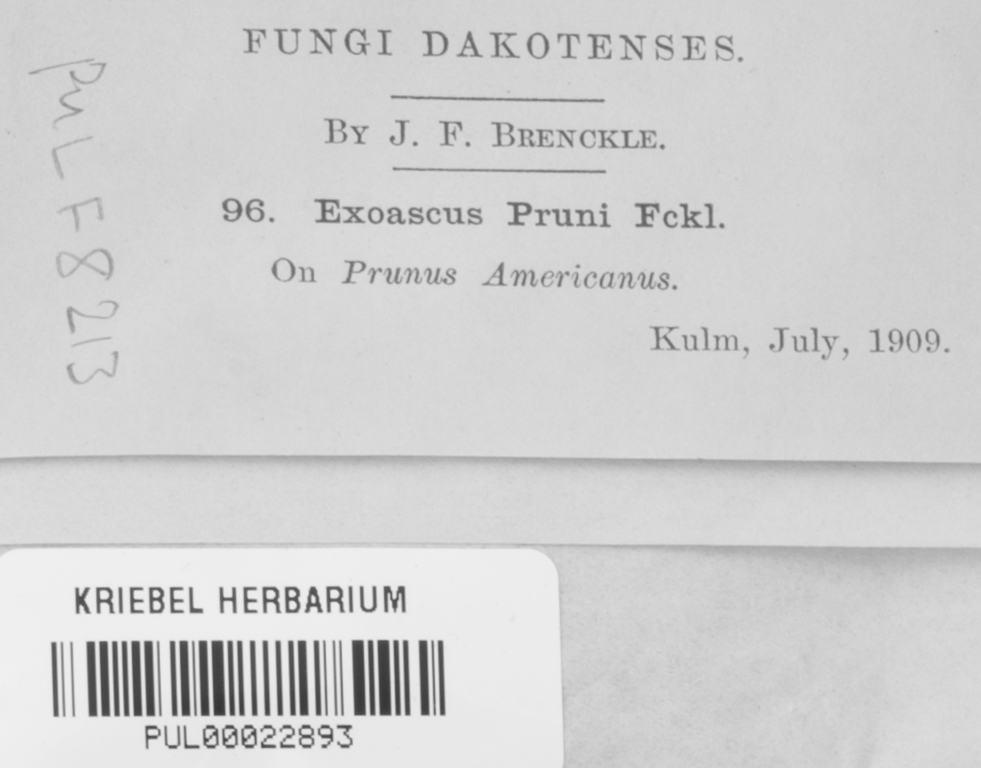 FUNGI DAKOTENSES.
By J. F. Brenckle.
96. Exoascus Pruni Fckl.
On Prunus Americanus.
Kulm, July, 1909.
PUL F8213
KRIEBEL HERBARIUM
PUL00022893